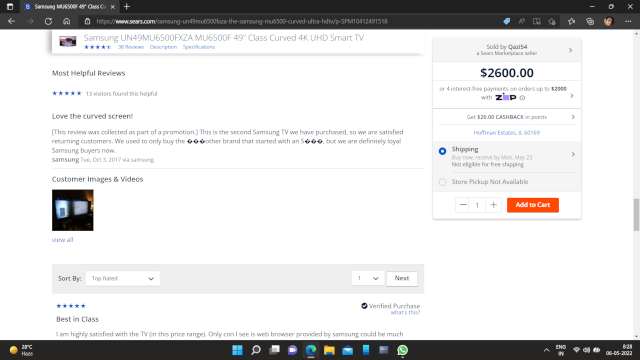 Samsung MU6500F 49" Class Cu
https://www.sears.com/samsung-un49mu6500fxza-the-samsung-mu6500-curved-ultra-hdtv/p-SPM10412491518
Samsung UN49MU6500FXZA MU6500F 49" Class Curved 4K UHD Smart TV
38 Reviews Description Specifications
Most Helpful Reviews
13 visitors found this helpful
Love the curved screen!
[This review was collected as part of a promotion.] This is the second Samsung TV we have purchased, so we are satisfied
returning customers. We used to only buy the ���other brand that started with an S���, but we are definitely loyal
Samsung buyers now.
samsung Tue, Oct 3, 2017 via samsung
Customer Images & Videos
view all
Sort By: Top Rated
1 Next
Verified Purchase
what's this?
Best in Class
I am highly satisfied with the TV (in this price range). Only con I see is web browser provided by samsung could be much
Sold by Qazi54
a Sears Marketplace seller
$2600.00
or 4 interest-free payments on orders up to $2000
with ZIP
Get $26.00 CASHBACK in points
Hoffman Estates, IL 60169
Shipping
Buy now, receive by Mon, May 23
Not eligible for free shipping.
Store Pickup Not Available
1
Add to Cart
28°C
Haze
ENG
IN
8:28
06-05-2022